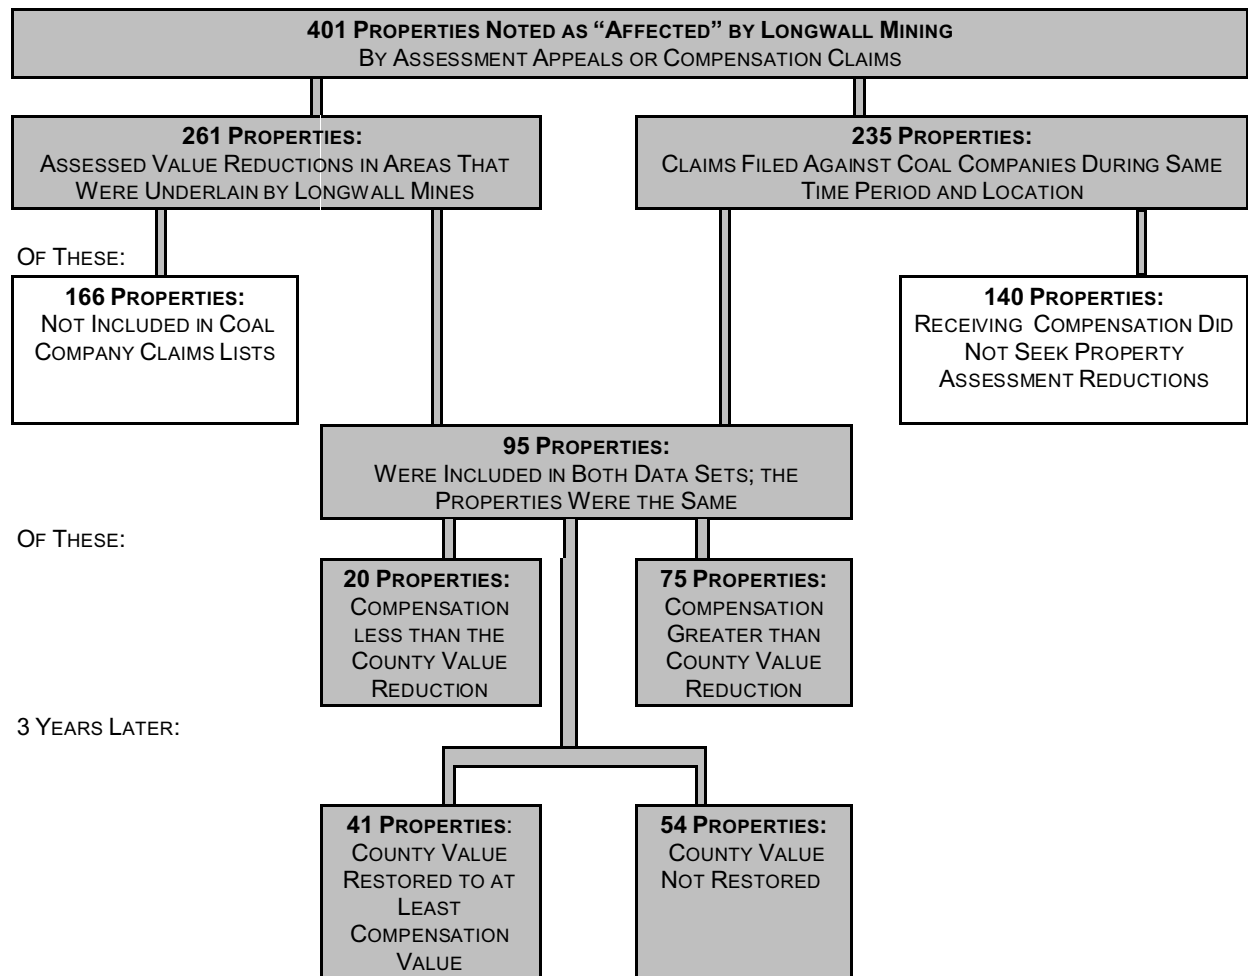 401 PROPERTIES NOTED AS “AFFECTED” BY LONGWALL MINING
BY ASSESSMENT APPEALS OR COMPENSATION CLAIMS
261 PROPERTIES:
ASSESSED VALUE REDUCTIONS IN AREAS THAT
WERE UNDERLAIN BY LONGWALL MINES
235 PROPERTIES:
CLAIMS FILED AGAINST COAL COMPANIES DURING SAME
TIME PERIOD AND LOCATION
OF THESE:
166 PROPERTIES:
NOT INCLUDED IN COAL
COMPANY CLAIMS LISTS
140 PROPERTIES:
RECEIVING COMPENSATION DID
NOT SEEK PROPERTY
ASSESSMENT REDUCTIONS
95 PROPERTIES:
WERE INCLUDED IN BOTH DATA SETS; THE
PROPERTIES WERE THE SAME
OF THESE:
20 PROPERTIES:
COMPENSATION
LESS THAN THE
COUNTY VALUE
REDUCTION
75 PROPERTIES:
COMPENSATION
GREATER THAN
COUNTY VALUE
REDUCTION
3 YEARS LATER:
41 PROPERTIES:
COUNTY VALUE
RESTORED TO AT
LEAST
COMPENSATION
VALUE
54 PROPERTIES:
COUNTY VALUE
NOT RESTORED